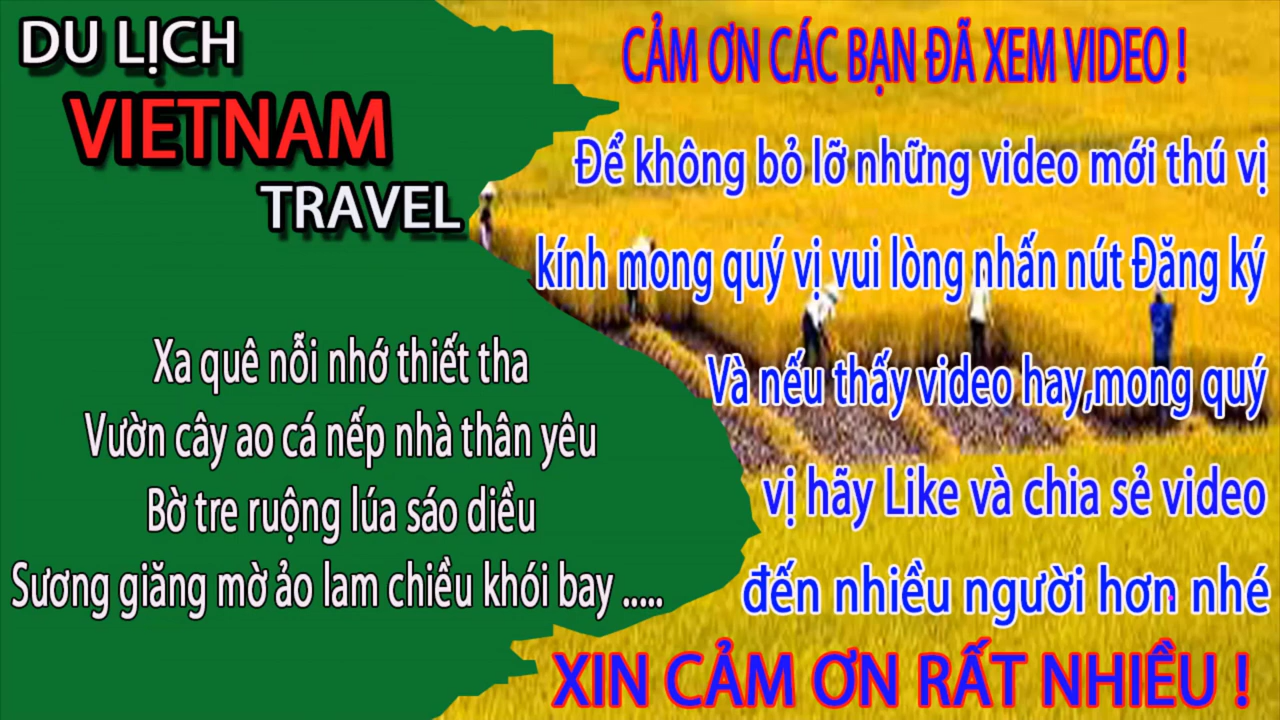 DU LỊCH
VIETNAM
TRAVEL
Xa quê nỗi nhớ thiết tha
Vườn cây ao cá nếp nhà thân yêu
Bờ tre ruộng lúa sáo diều
Sương giăng mờ ảo lam chiều khói bay .....
CẢM ƠN CÁC BẠN ĐÃ XEM VIDEO !
Để không bỏ lỡ những video mới thú vị
kính mong quý vị vui lòng nhấn nút Đăng ký
Và nếu thấy video hay,mong quý
vị hãy Like và chia sẻ video
đến nhiều người hơn nhé
XIN CẢM ƠN RẤT NHIỀU !